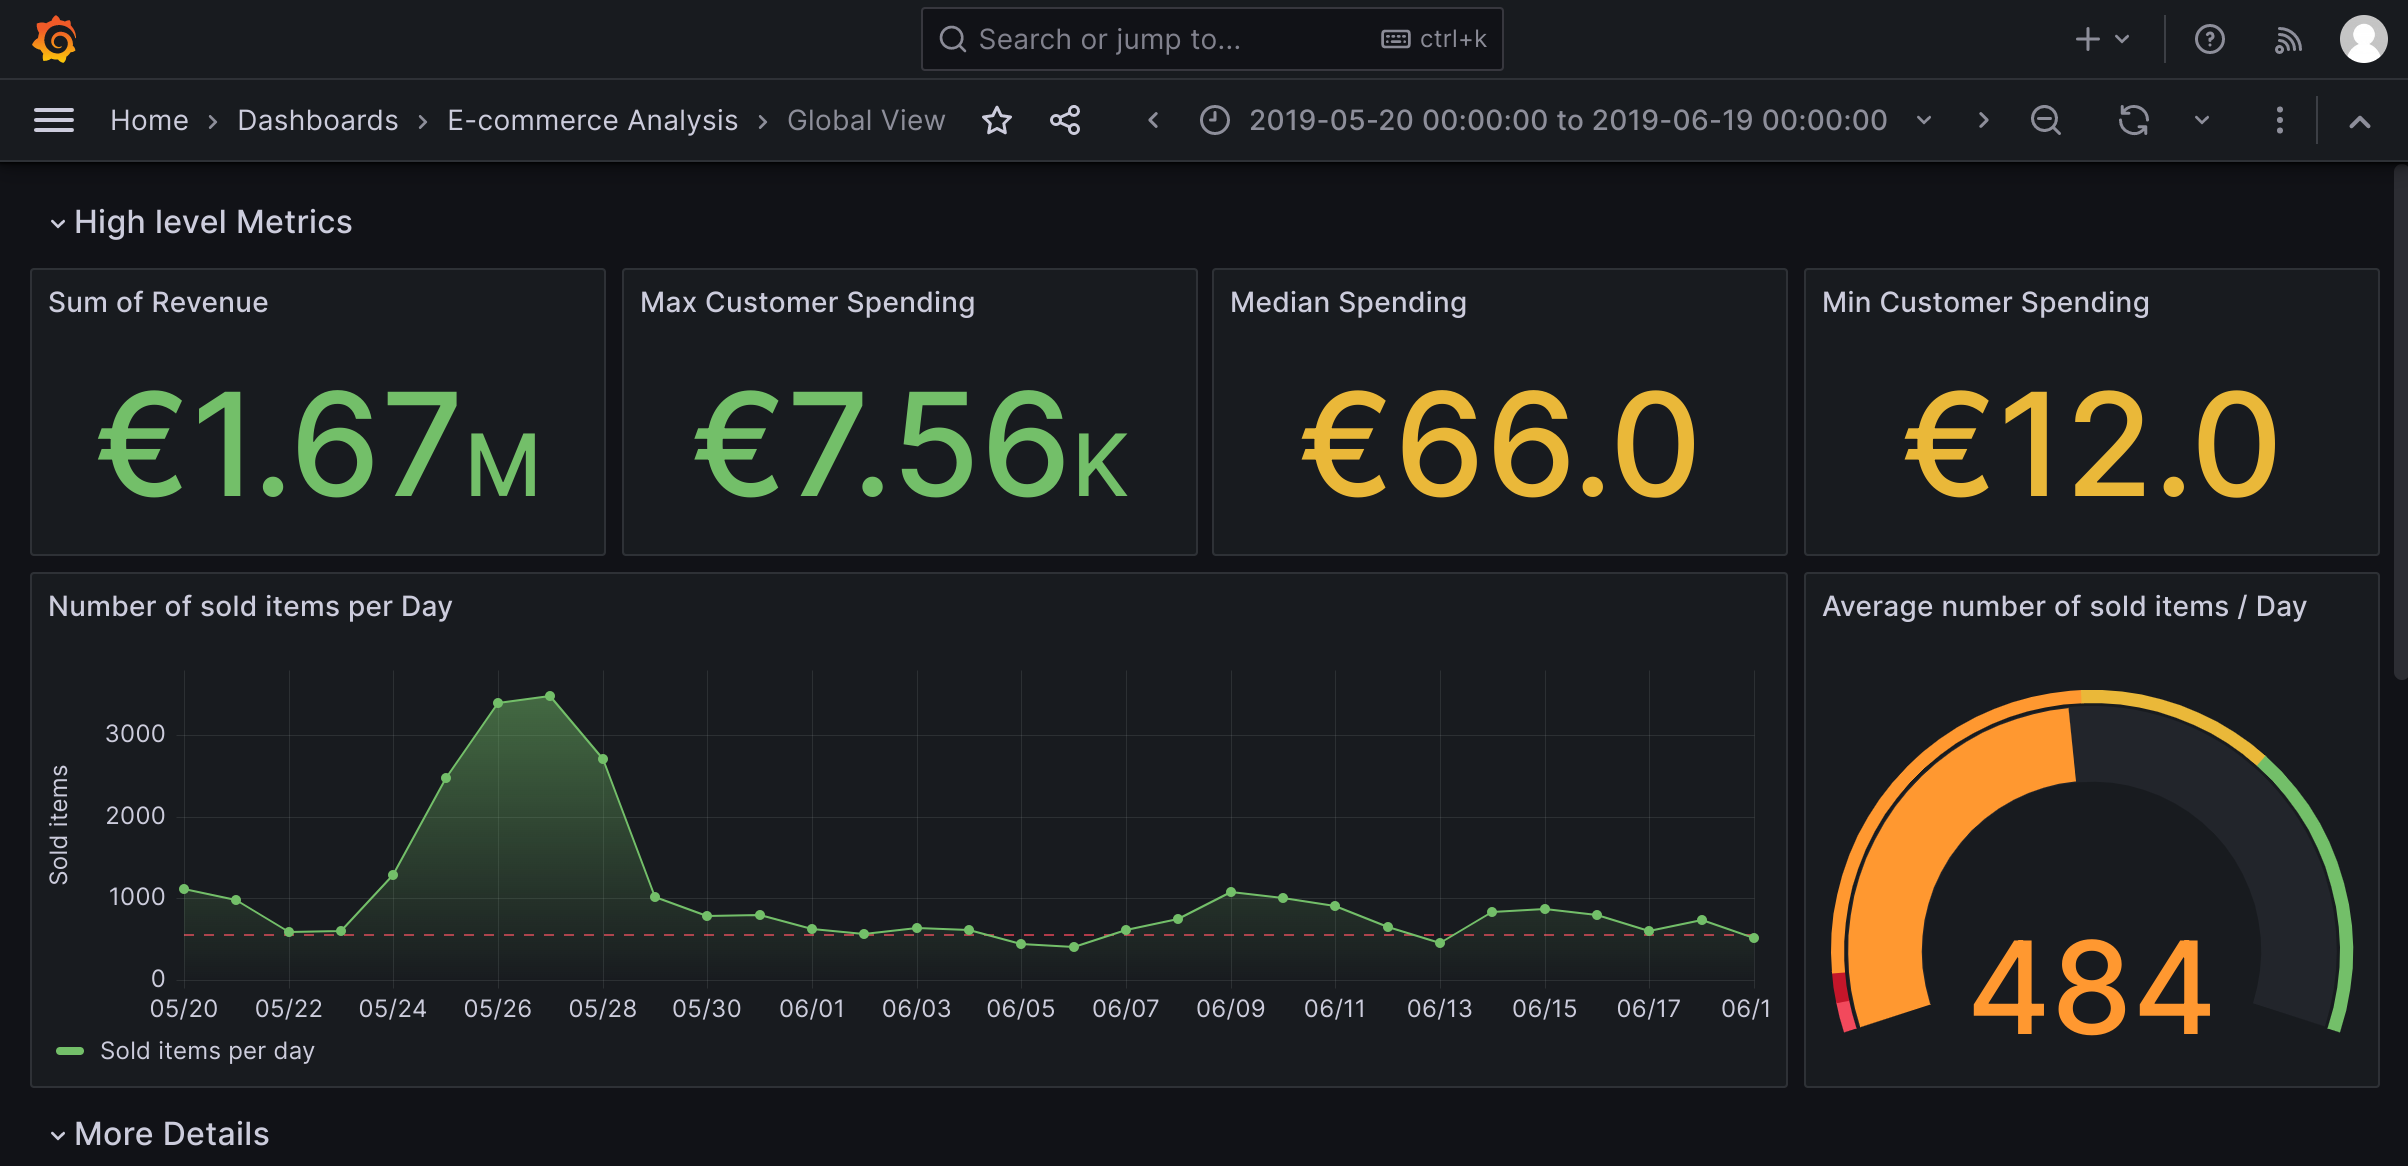 Search or jump to... ctrl+k
Home > Dashboards > E-commerce Analysis > Global View 2019-05-20 00:00:00 to 2019-06-19 00:00:00
High level Metrics
Sum of Revenue
€1.67M
Max Customer Spending
€7.56K
Median Spending
€66.0
Min Customer Spending
€12.0
Number of sold items per Day
Sold items
3000
2000
1000
0
05/20 05/22 05/24 05/26 05/28 05/30 06/01 06/03 06/05 06/07 06/09 06/11 06/13 06/15 06/17 06/1
Sold items per day
Average number of sold items / Day
484
More Details